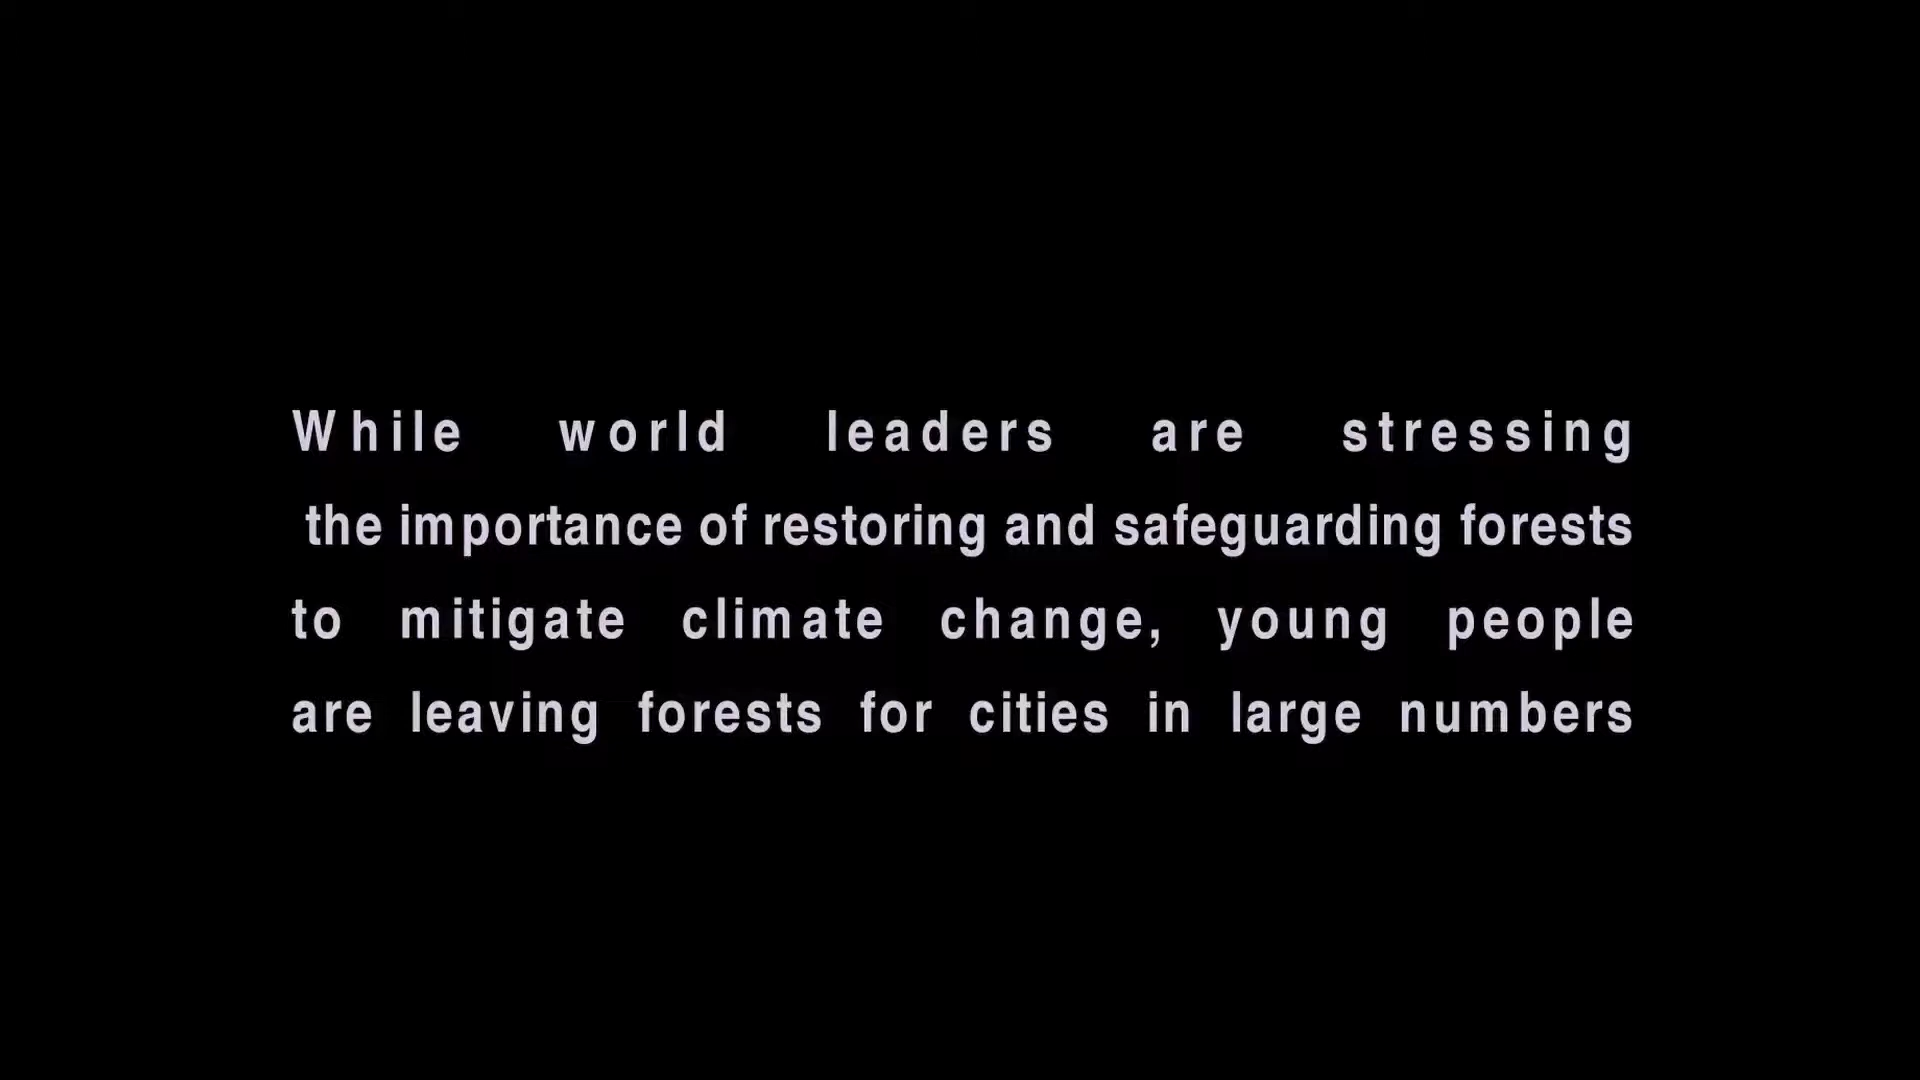 While world leaders are stressing
the importance of restoring and safeguarding forests
to mitigate climate change, young people
are leaving forests for cities in large numbers